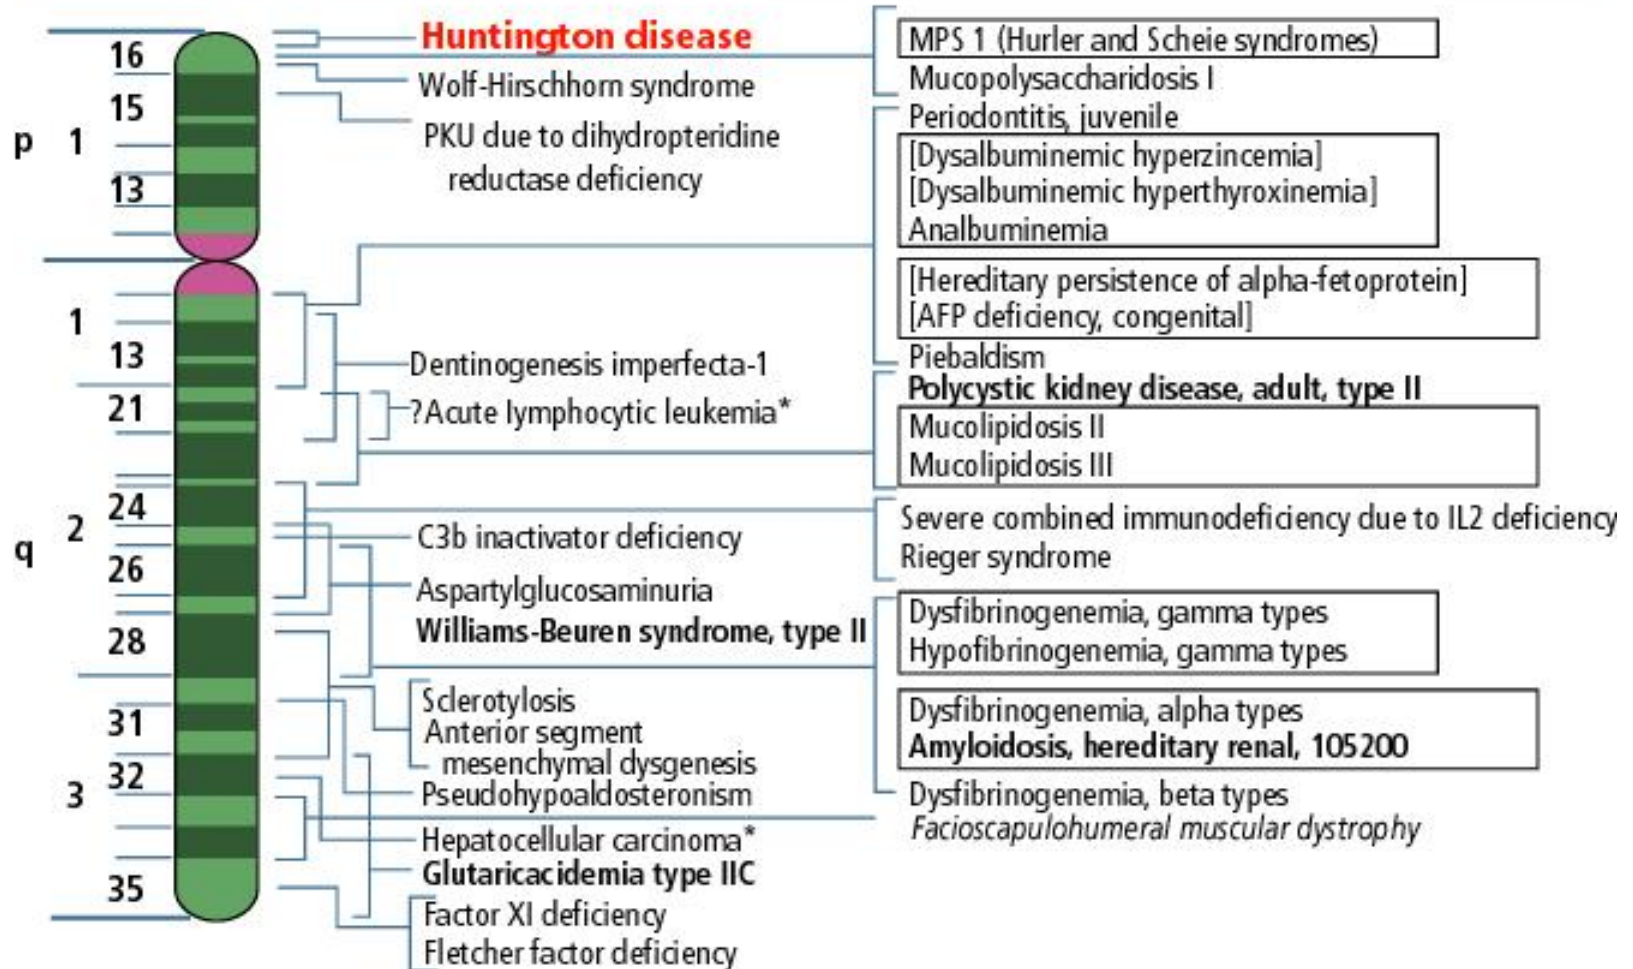 p
1
16
15
13
q
1
13
21
2
24
26
28
3
31
32
35
Huntington disease
Wolf-Hirschhorn syndrome
PKU due to dihydropteridine
reductase deficiency
Dentinogenesis imperfecta-1
?Acute lymphocytic leukemia*
C3b inactivator deficiency
Aspartylglucosaminuria
Williams-Beuren syndrome, type II
Sclerotylosis
Anterior segment
mesenchymal dysgenesis
Pseudohypoaldosteronism
Hepatocellular carcinoma*
Glutaricacidemia type IIC
Factor XI deficiency
Fletcher factor deficiency
MPS 1 (Hurler and Scheie syndromes)
Mucopolysaccharidosis I
Periodontitis, juvenile
[Dysalbuminemic hyperzincemia]
[Dysalbuminemic hyperthyroxinemia]
Analbuminemia
[Hereditary persistence of alpha-fetoprotein]
[AFP deficiency, congenital]
Piebaldism
Polycystic kidney disease, adult, type II
Mucolipidosis II
Mucolipidosis III
Severe combined immunodeficiency due to IL2 deficiency
Rieger syndrome
Dysfibrinogenemia, gamma types
Hypofibrinogenemia, gamma types
Dysfibrinogenemia, alpha types
Amyloidosis, hereditary renal, 105200
Dysfibrinogenemia, beta types
Facioscapulohumeral muscular dystrophy